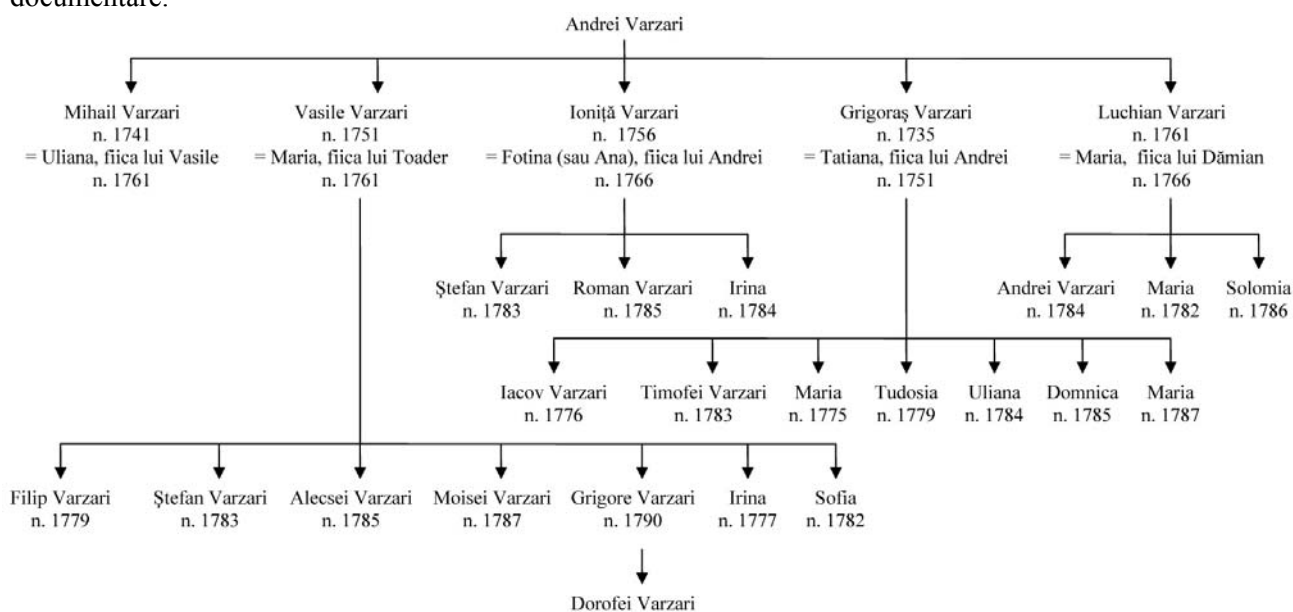 documentare.
Andrei Varzari
Mihail Varzari
n. 1741
= Uliana, fiica lui Vasile
n. 1761
Vasile Varzari
n. 1751
= Maria, fiica lui Toader
n. 1761
Ioniță Varzari
n. 1756
= Fotina (sau Ana), fiica lui Andrei
n. 1766
Grigoraş Varzari
n. 1735
= Tatiana, fiica lui Andrei
n. 1751
Luchian Varzari
n. 1761
= Maria, fiica lui Dămian
n. 1766
Ştefan Varzari
n. 1783
Roman Varzari
n. 1785
Irina
n. 1784
Andrei Varzari
n. 1784
Maria
n. 1782
Solomia
n. 1786
Iacov Varzari
n. 1776
Timofei Varzari
n. 1783
Maria
n. 1775
Tudosia
n. 1779
Uliana
n. 1784
Domnica
n. 1785
Maria
n. 1787
Filip Varzari
n. 1779
Ştefan Varzari
n. 1783
Alecsei Varzari
n. 1785
Moisei Varzari
n. 1787
Grigore Varzari
n. 1790
Irina
n. 1777
Sofia
n. 1782
Dorofei Varzari